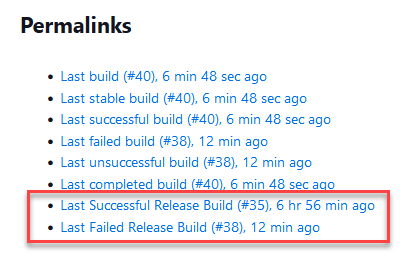 Permalinks
Last build (#40), 6 min 48 sec ago
Last stable build (#40), 6 min 48 sec ago
Last successful build (#40), 6 min 48 sec ago
Last failed build (#38), 12 min ago
Last unsuccessful build (#38), 12 min ago
Last completed build (#40), 6 min 48 sec ago
Last Successful Release Build (#35), 6 hr 56 min ago
Last Failed Release Build (#38), 12 min ago